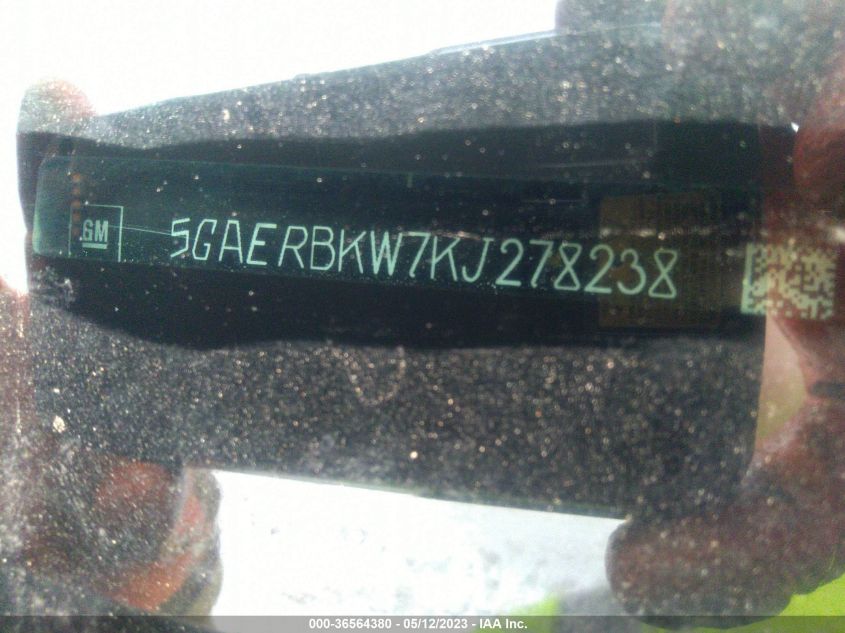 GM
5GAERBKW7KJ278238
000-36564380 - 05/12/2023 - IAA Inc.